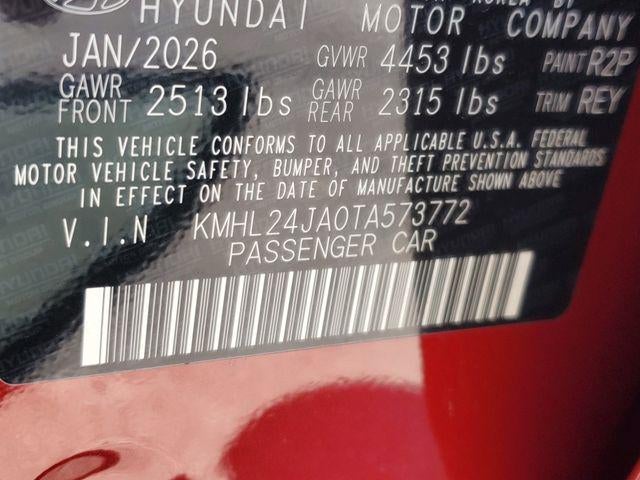 KOREA BY
HYUNDAI MOTOR COMPANY
JAN/2026 GVWR 4453 lbs PAINT R2P
GAWR FRONT 2513 lbs GAWR REAR 2315 lbs TRIM REY
THIS VEHICLE CONFORMS TO ALL APPLICABLE U.S.A. FEDERAL
MOTOR VEHICLE SAFETY, BUMPER, AND THEFT PREVENTION STANDARDS
IN EFFECT ON THE DATE OF MANUFACTURE SHOWN ABOVE
V.I.N KMHL24JA0TA573772
PASSENGER CAR